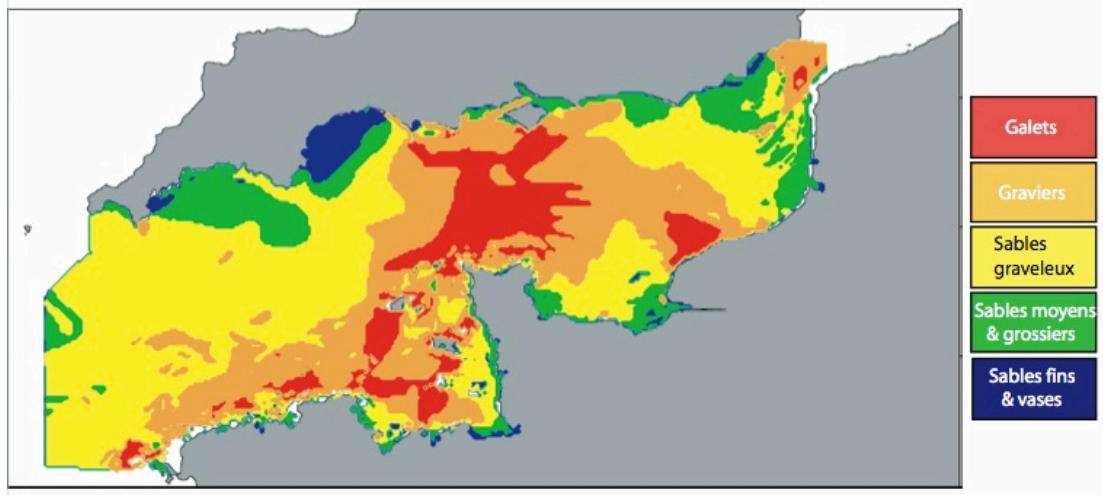 Galets
Graviers
Sables
graveleux
Sables moyens
& grossiers
Sables fins
& vases